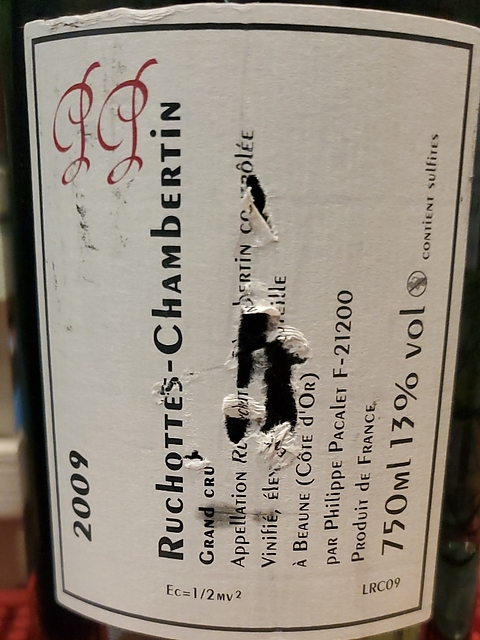 PP
2009
Ruchottes-Chambertin
Grand cru
Appellation
Vinifié,
à Beaune (Côte d'Or)
par Philippe Pacalet F-21200
Produit de France
750ml 13% vol
contient sulfites
Ec=1/2mv²
LRC09